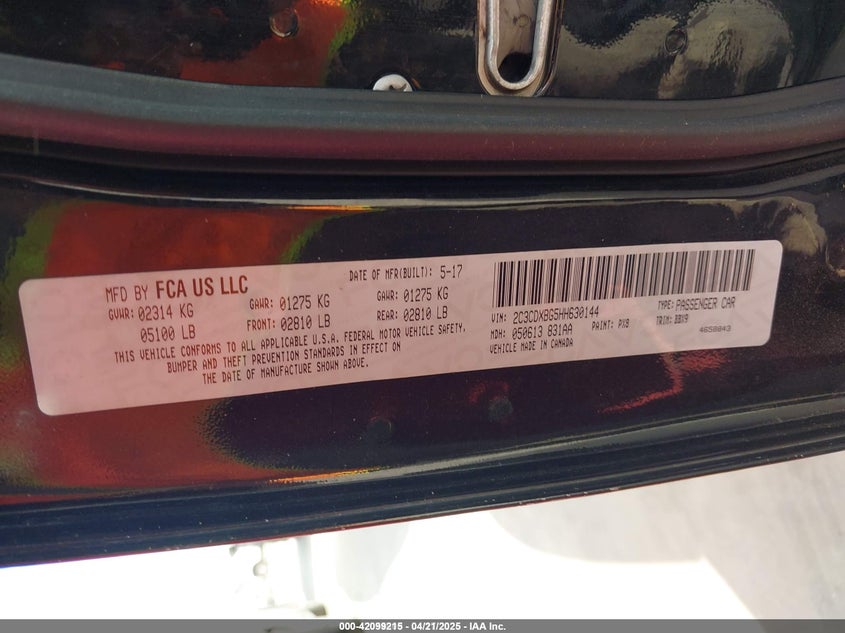 MFD BY FCA US LLC
DATE OF MFR(BUILT): 5-17
GVWR: 02314 KG
05100 LB
GAWR: 01275 KG
FRONT: 02810 LB
GAWR: 01275 KG
REAR: 02810 LB
THIS VEHICLE CONFORMS TO ALL APPLICABLE U.S.A. FEDERAL MOTOR VEHICLE SAFETY,
BUMPER AND THEFT PREVENTION STANDARDS IN EFFECT ON
THE DATE OF MANUFACTURE SHOWN ABOVE.
VIN: 2C3CDXBG5HH630144
TYPE: PASSENGER CAR
MDH: 050613 831AA
PAINT: PX8
TRIM: BBX9
VEHICLE MADE IN CANADA
4658843
000-42099215 - 04/21/2025 - IAA Inc.